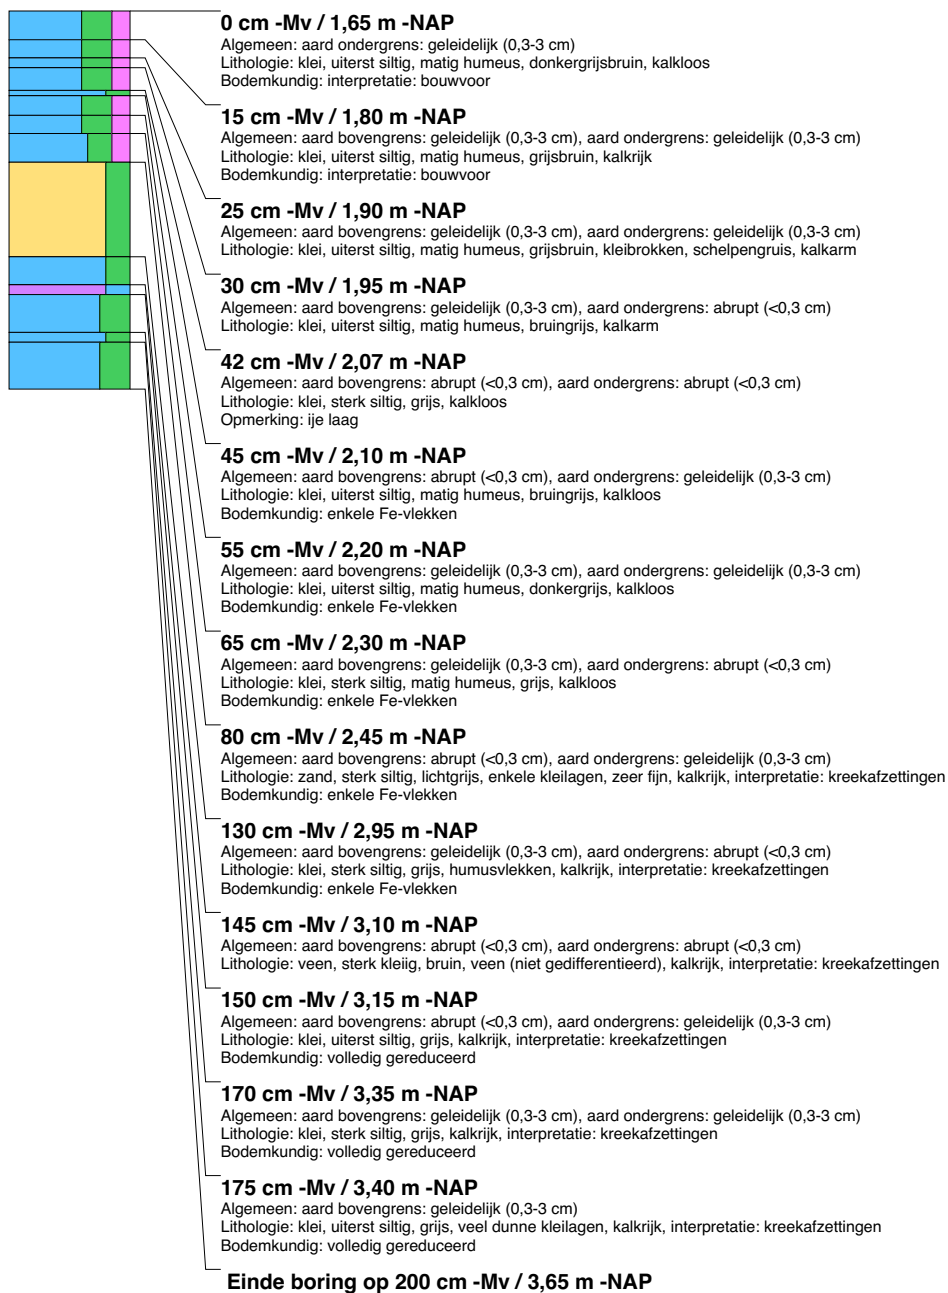 0 cm -Mv / 1,65 m -NAP
Algemeen: aard ondergrens: geleidelijk (0,3-3 cm)
Lithologie: klei, uiterst siltig, matig humeus, donkergrijsbruin, kalkloos
Bodemkundig: interpretatie: bouwvoor
15 cm -Mv / 1,80 m -NAP
Algemeen: aard bovengrens: geleidelijk (0,3-3 cm), aard ondergrens: geleidelijk (0,3-3 cm)
Lithologie: klei, uiterst siltig, matig humeus, grijsbruin, kalkrijk
Bodemkundig: interpretatie: bouwvoor
25 cm -Mv / 1,90 m -NAP
Algemeen: aard bovengrens: geleidelijk (0,3-3 cm), aard ondergrens: geleidelijk (0,3-3 cm)
Lithologie: klei, uiterst siltig, matig humeus, grijsbruin, kleibrokken, schelpengruis, kalkarm
30 cm -Mv / 1,95 m -NAP
Algemeen: aard bovengrens: geleidelijk (0,3-3 cm), aard ondergrens: abrupt (<0,3 cm)
Lithologie: klei, uiterst siltig, matig humeus, bruingrijs, kalkarm
42 cm -Mv / 2,07 m -NAP
Algemeen: aard bovengrens: abrupt (<0,3 cm), aard ondergrens: abrupt (<0,3 cm)
Lithologie: klei, sterk siltig, grijs, kalkloos
Opmerking: ije laag
45 cm -Mv / 2,10 m -NAP
Algemeen: aard bovengrens: abrupt (<0,3 cm), aard ondergrens: geleidelijk (0,3-3 cm)
Lithologie: klei, uiterst siltig, matig humeus, bruingrijs, kalkloos
Bodemkundig: enkele Fe-vlekken
55 cm -Mv / 2,20 m -NAP
Algemeen: aard bovengrens: geleidelijk (0,3-3 cm), aard ondergrens: geleidelijk (0,3-3 cm)
Lithologie: klei, uiterst siltig, matig humeus, donkergrijs, kalkloos
Bodemkundig: enkele Fe-vlekken
65 cm -Mv / 2,30 m -NAP
Algemeen: aard bovengrens: geleidelijk (0,3-3 cm), aard ondergrens: abrupt (<0,3 cm)
Lithologie: klei, sterk siltig, matig humeus, grijs, kalkloos
Bodemkundig: enkele Fe-vlekken
80 cm -Mv / 2,45 m -NAP
Algemeen: aard bovengrens: abrupt (<0,3 cm), aard ondergrens: geleidelijk (0,3-3 cm)
Lithologie: zand, sterk siltig, lichtgrijs, enkele kleilagen, zeer fijn, kalkrijk, interpretatie: kreekafzettingen
Bodemkundig: enkele Fe-vlekken
130 cm -Mv / 2,95 m -NAP
Algemeen: aard bovengrens: geleidelijk (0,3-3 cm), aard ondergrens: abrupt (<0,3 cm)
Lithologie: klei, sterk siltig, grijs, humusvlekken, kalkrijk, interpretatie: kreekafzettingen
Bodemkundig: enkele Fe-vlekken
145 cm -Mv / 3,10 m -NAP
Algemeen: aard bovengrens: abrupt (<0,3 cm), aard ondergrens: abrupt (<0,3 cm)
Lithologie: veen, sterk kleiig, bruin, veen (niet gedifferentieerd), kalkrijk, interpretatie: kreekafzettingen
150 cm -Mv / 3,15 m -NAP
Algemeen: aard bovengrens: abrupt (<0,3 cm), aard ondergrens: geleidelijk (0,3-3 cm)
Lithologie: klei, uiterst siltig, grijs, kalkrijk, interpretatie: kreekafzettingen
Bodemkundig: volledig gereduceerd
170 cm -Mv / 3,35 m -NAP
Algemeen: aard bovengrens: geleidelijk (0,3-3 cm), aard ondergrens: geleidelijk (0,3-3 cm)
Lithologie: klei, sterk siltig, grijs, kalkrijk, interpretatie: kreekafzettingen
Bodemkundig: volledig gereduceerd
175 cm -Mv / 3,40 m -NAP
Algemeen: aard bovengrens: geleidelijk (0,3-3 cm)
Lithologie: klei, uiterst siltig, grijs, veel dunne kleilagen, kalkrijk, interpretatie: kreekafzettingen
Bodemkundig: volledig gereduceerd
Einde boring op 200 cm -Mv / 3,65 m -NAP